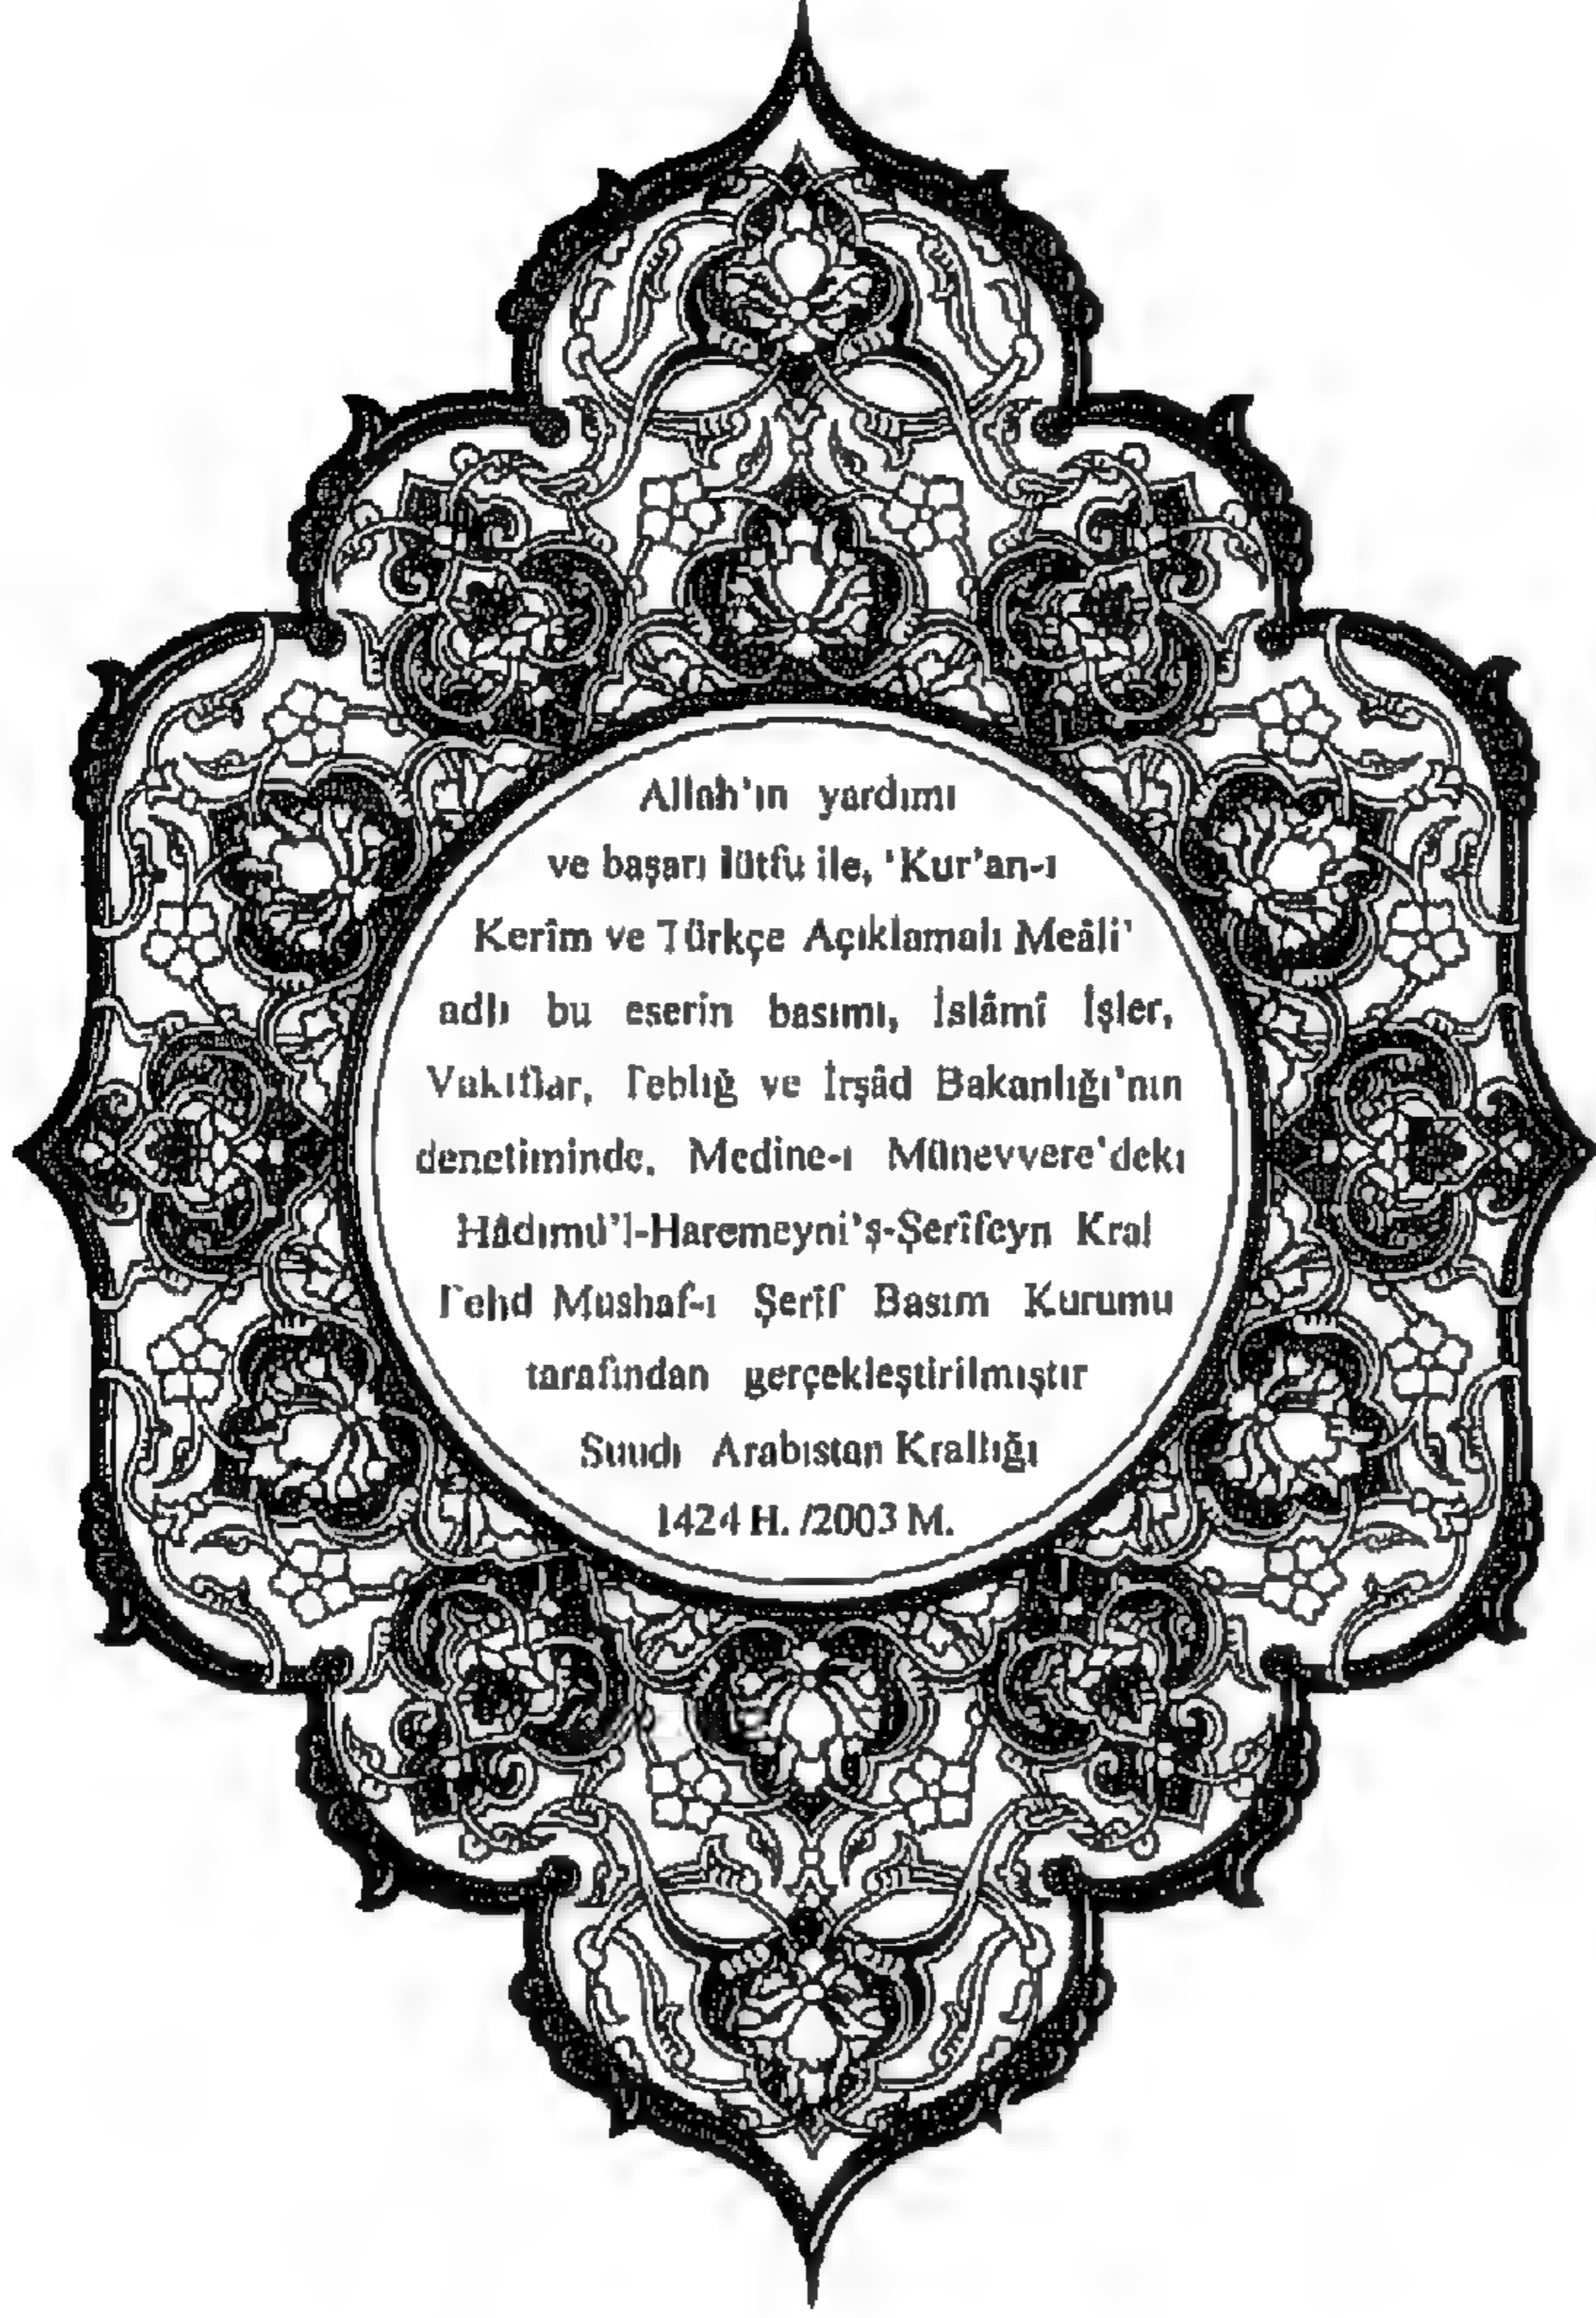 Allah'ın yardımı
ve başarı lütfu ile, 'Kur'an-ı
Kerîm ve Türkçe Açıklamalı Meâli'
adlı bu eserin basımı, İslâmî İşler,
Vakıflar, Tebliğ ve İrşâd Bakanlığı'nın
denetiminde, Medine-i Münevvere'deki
Hâdimü'l-Haremeyni'ş-Şerîfeyn Kral
Fehd Mushaf-ı Şerîf Basım Kurumu
tarafından gerçekleştirilmiştir
Suudi Arabistan Krallığı
1424 H. /2003 M.